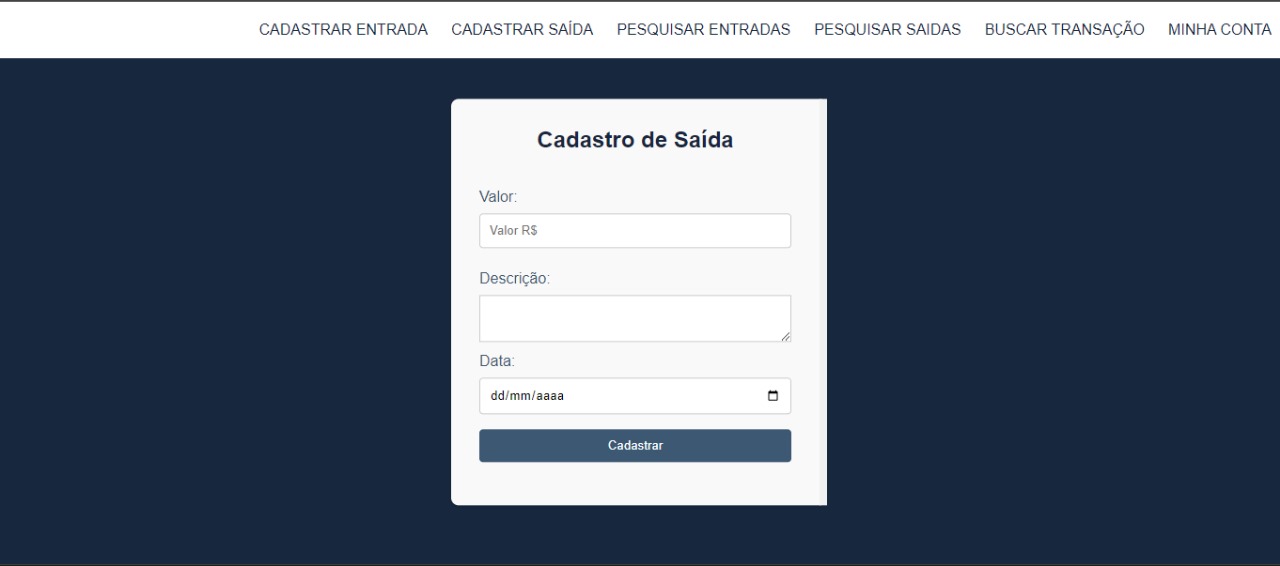 CADASTRAR ENTRADA CADASTRAR SAÍDA PESQUISAR ENTRADAS PESQUISAR SAIDAS BUSCAR TRANSAÇÃO MINHA CONTA
Cadastro de Saída
Valor:
Valor R$
Descrição:
Data:
dd/mm/aaaa
Cadastrar